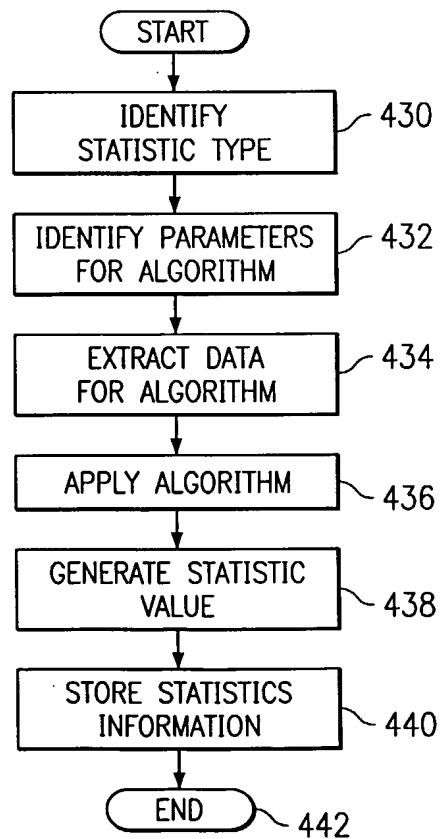 START
IDENTIFY
STATISTIC TYPE
430
IDENTIFY PARAMETERS
FOR ALGORITHM
432
EXTRACT DATA
FOR ALGORITHM
434
APPLY ALGORITHM
436
GENERATE STATISTIC
VALUE
438
STORE STATISTICS
INFORMATION
440
END
442